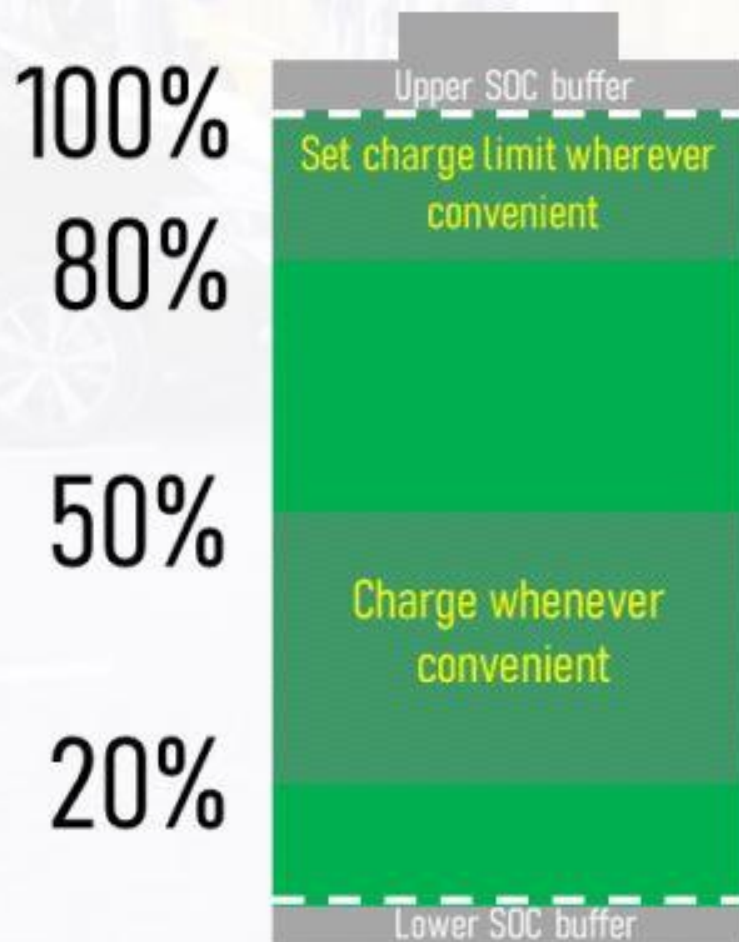 Upper SOC buffer
100%
Set charge limit wherever
convenient
80%
50%
Charge whenever
convenient
20%
Lower SOC buffer